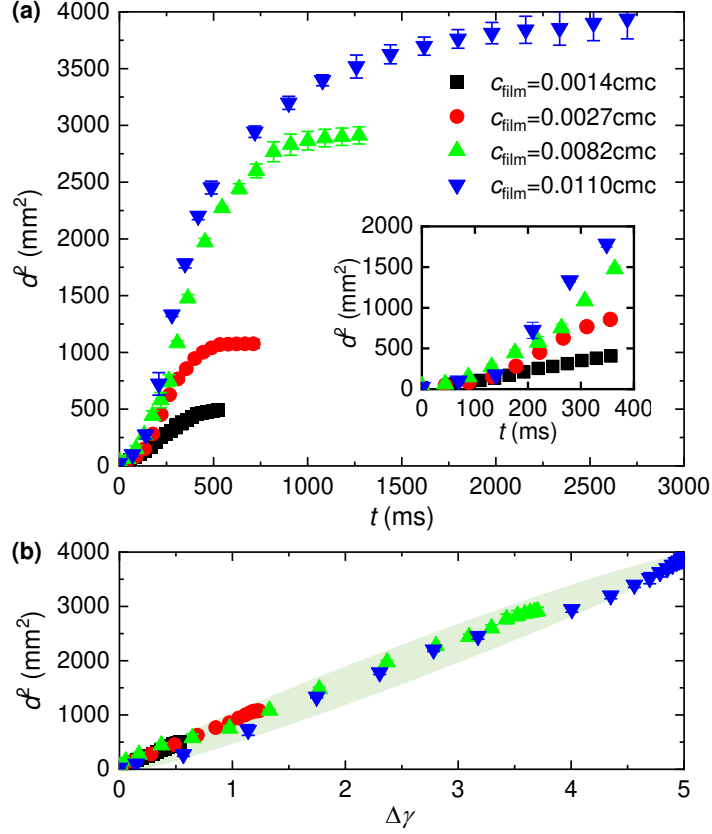 (a)
4000
3500
3000
2500
2000
1500
1000
500
0
d² (mm²)
c_film=0.0014cmc
c_film=0.0027cmc
c_film=0.0082cmc
c_film=0.0110cmc
2000
1500
1000
500
0
d² (mm²)
0 100 200 300 400
t (ms)
0 500 1000 1500 2000 2500 3000
t (ms)
(b)
4000
3000
2000
1000
0
d² (mm²)
0 1 2 3 4 5
Δγ